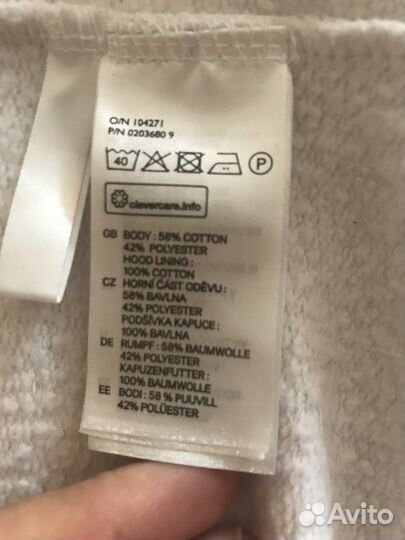 O/N 104271
P/N 0203680 9
40 P
clevercare.info
GB BODY : 58% COTTON
42% POLYESTER
HOOD LINING :
100% COTTON
CZ HORNÍ ČÁST ODĚVU :
58% BAVLNA
42% POLYESTER
PODŠÍVKA KAPUCE :
100% BAVLNA
DE RUMPF : 58% BAUMWOLLE
42% POLYESTER
KAPUZENFUTTER :
100% BAUMWOLLE
EE BODI : 58 % PUUVILL
42% POLÜESTER
Avito